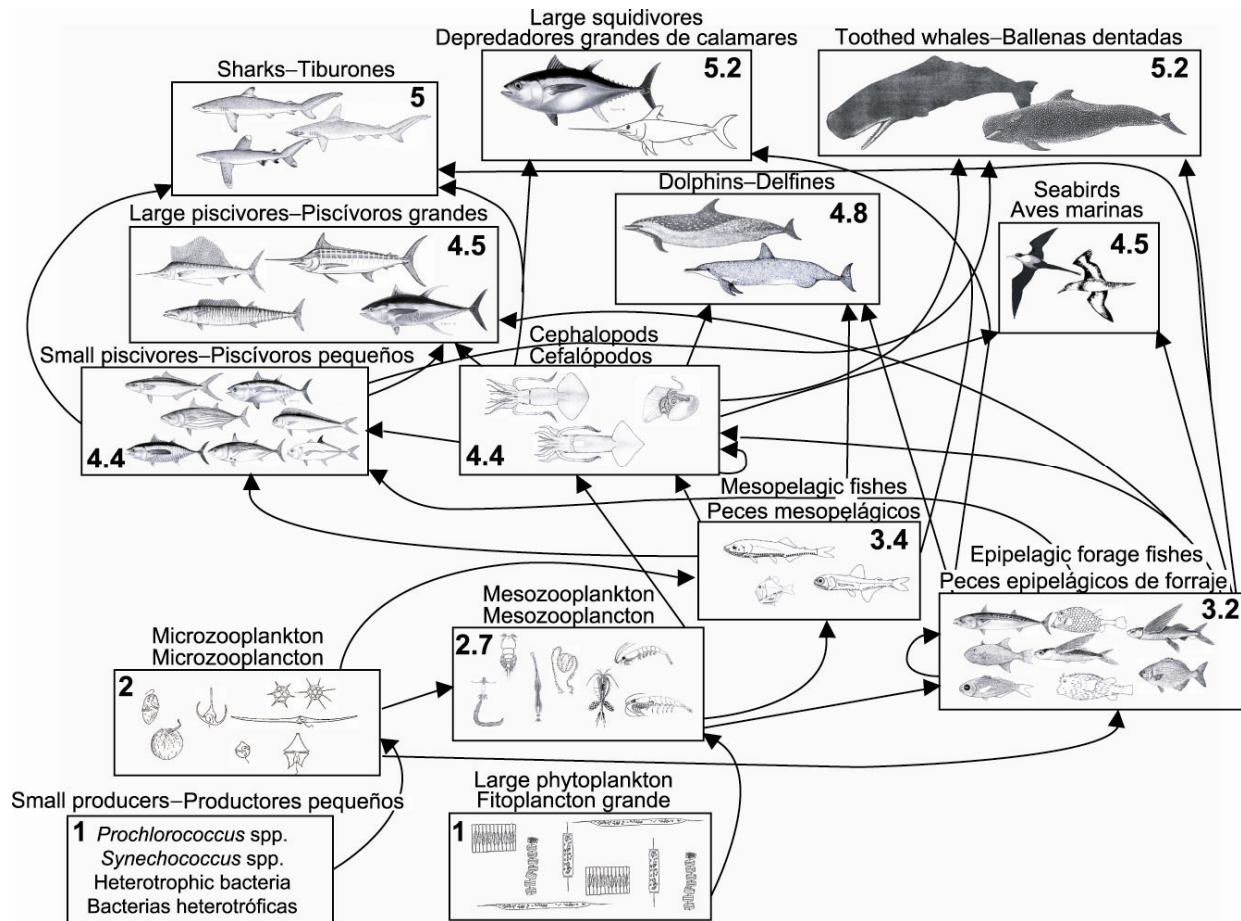 Large squidivores
Depredadores grandes de calamares
5.2
Toothed whales–Ballenas dentadas
5.2
Sharks–Tiburones
5
Dolphins–Delfines
4.8
Seabirds
Aves marinas
4.5
Large piscivores–Piscívoros grandes
4.5
Small piscivores–Piscívoros pequeños
4.4
Cephalopods
Cefalópodos
4.4
Mesopelagic fishes
Peces mesopelágicos
3.4
Epipelagic forage fishes
Peces epipelágicos de forraje
3.2
Mesozooplankton
Mesozooplancton
2.7
Microzooplankton
Microzooplancton
2
Small producers–Productores pequeños
1
Prochlorococcus spp.
Synechococcus spp.
Heterotrophic bacteria
Bacterias heterotróficas
Large phytoplankton
Fitoplancton grande
1